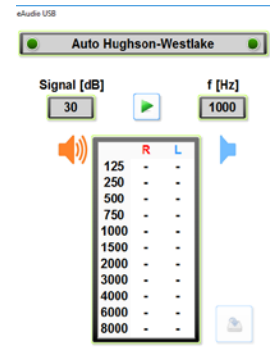 eAudio USB
Auto Hughson-Westlake
Signal [dB] f [Hz]
30 1000
R L
125 - -
250 - -
500 - -
750 - -
1000 - -
1500 - -
2000 - -
3000 - -
4000 - -
6000 - -
8000 - -